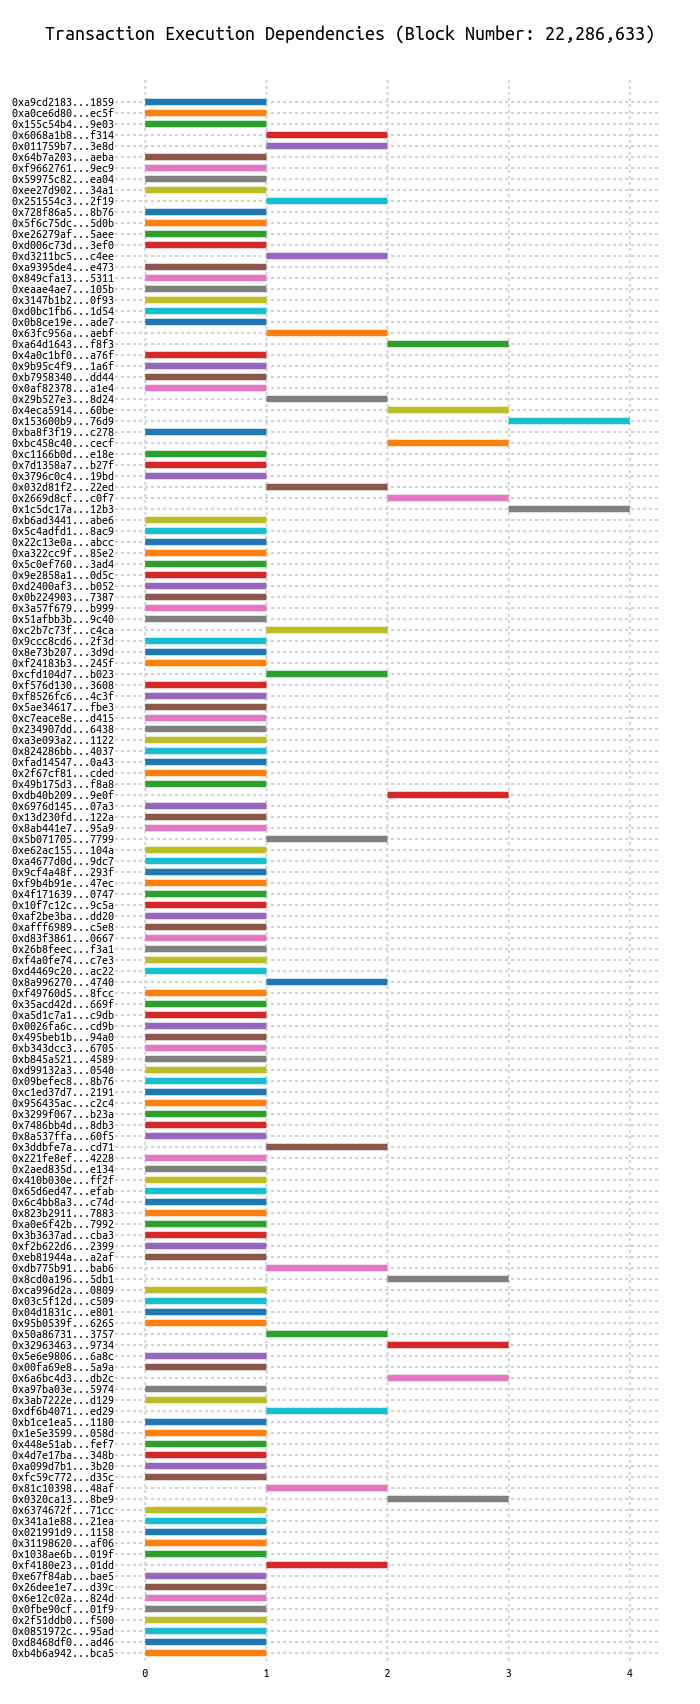 Transaction Execution Dependencies (Block Number: 22,286,633)
0xa9cd2183...1859
0xa0ce6d80...ec5f
0x155c54b4...9e03
0x6068a1b8...f314
0x011759b7...3e8d
0x64b7a203...aeba
0xf9662761...9ec9
0x59975c82...ea04
0xee27d902...34a1
0x251554c3...2f19
0x728f86a5...8b76
0x5f6c75dc...5d0b
0xe26279af...5aee
0xd006c73d...3ef0
0xd3211bc5...c4ee
0xa9395de4...e473
0x849cfa13...5311
0xeaae4ae7...105b
0x3147b1b2...0f93
0xd0bc1fb6...1d54
0x0b8ce19e...ade7
0x63fc956a...aebf
0xa64d1643...f8f3
0x4a0c1bf0...a76f
0x9b95c4f9...1a6f
0xb7958340...dd44
0x0af82378...a1e4
0x29b527e3...8d24
0x4eca5914...60be
0x153600b9...76d9
0xba8f3f19...c278
0xbc458c40...cecf
0xc1166b0d...e18e
0x7d1358a7...b27f
0x3796c0c4...19bd
0x032d81f2...22ed
0x2669d8cf...c0f7
0x1c5dc17a...12b3
0xb6ad3441...abe6
0x5c4adfd1...8ac9
0x22c13e0a...abcc
0xa322cc9f...85e2
0x5c0ef760...3ad4
0x9e2858a1...0d5c
0xd2400af3...b052
0x0b224903...7387
0x3a57f679...b999
0x51afbb3b...9c40
0xc2b7c73f...c4ca
0x9ccc8cd6...2f3d
0x8e73b207...3d9d
0xf24183b3...245f
0xcfd104d7...b023
0xf576d130...3608
0xf8526fc6...4c3f
0x5ae34617...fbe3
0xc7eace8e...d415
0x234907dd...6438
0xa3e093a2...1122
0x824286bb...4037
0xfad14547...0a43
0x2f67cf81...cded
0x49b175d3...f8a8
0xdb40b209...9e0f
0x6976d145...07a3
0x13d230fd...122a
0x8ab441e7...95a9
0x5b071705...7799
0xe62ac155...104a
0xa4677d0d...9dc7
0x9cf4a48f...293f
0xf9b4b91e...47ec
0x4f171639...0747
0x10f7c12c...9c5a
0xaf2be3ba...dd20
0xafff6989...c5e8
0xd83f3861...0667
0x26b8feec...f3a1
0xf4a0fe74...c7e3
0xd4469c20...ac22
0x8a996270...4740
0xf49760d5...8fcc
0x35acd42d...669f
0xa5d1c7a1...c9db
0x0026fa6c...cd9b
0x495beb1b...94a0
0xb343dcc3...6705
0xb845a521...4589
0xd99132a3...0540
0x09befec8...8b76
0xc1ed37d7...2191
0x956435ac...c2c4
0x3299f067...b23a
0x7486bb4d...8db3
0x8a537ffa...60f5
0x3ddbfe7a...cd71
0x221fe8ef...4228
0x2aed835d...e134
0x410b030e...ff2f
0x65d6ed47...efab
0x6c4bb8a3...c74d
0x823b2911...7883
0xa0e6f42b...7992
0x3b3637ad...cba3
0xf2b622d6...2399
0xeb81944a...a2af
0xdb775b91...bab6
0x8cd0a196...5db1
0xca996d2a...0809
0x03c5f12d...c509
0x04d1831c...e801
0x95b0539f...6265
0x50a86731...3757
0x32963463...9734
0x5e6e9806...6a8c
0x00fa69e8...5a9a
0x6a6bc4d3...db2c
0xa97ba03e...5974
0x3ab7222e...d129
0xdf6b4071...ed29
0xb1ce1ea5...1180
0x1e5e3599...058d
0x448e51ab...fef7
0x4d7e17ba...348b
0xa099d7b1...3b20
0xfc59c772...d35c
0x81c10398...48af
0x0320ca13...8be9
0x6374672f...71cc
0x341a1e88...21ea
0x021991d9...1158
0x31198620...af06
0x1038ae6b...019f
0xf4180e23...01dd
0xe67f84ab...bae5
0x26dee1e7...d39c
0x6e12c02a...824d
0x0fbe90cf...01f9
0x2f51ddb0...f500
0x0851972c...95ad
0xd8468df0...ad46
0xb4b6a942...bca5
0 1 2 3 4